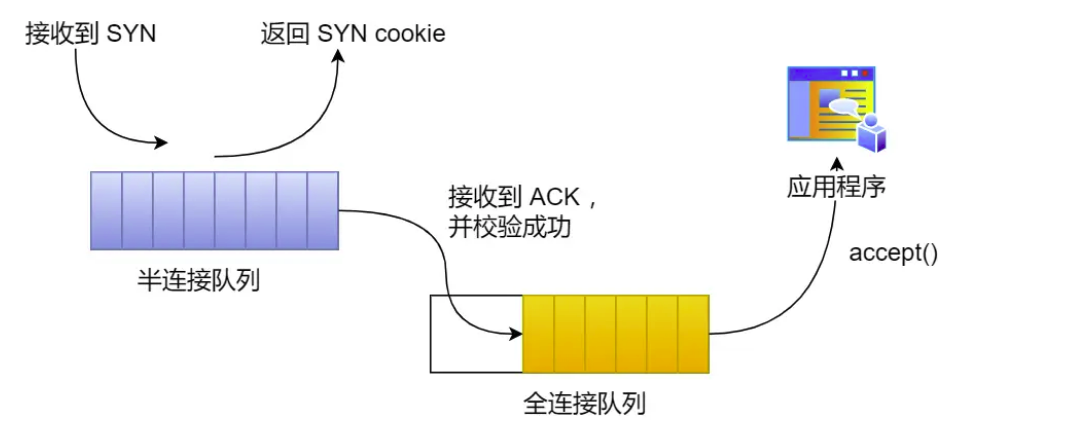 接收到 SYN
返回 SYN cookie
接收到 ACK，
并校验成功
应用程序
accept()
半连接队列
全连接队列